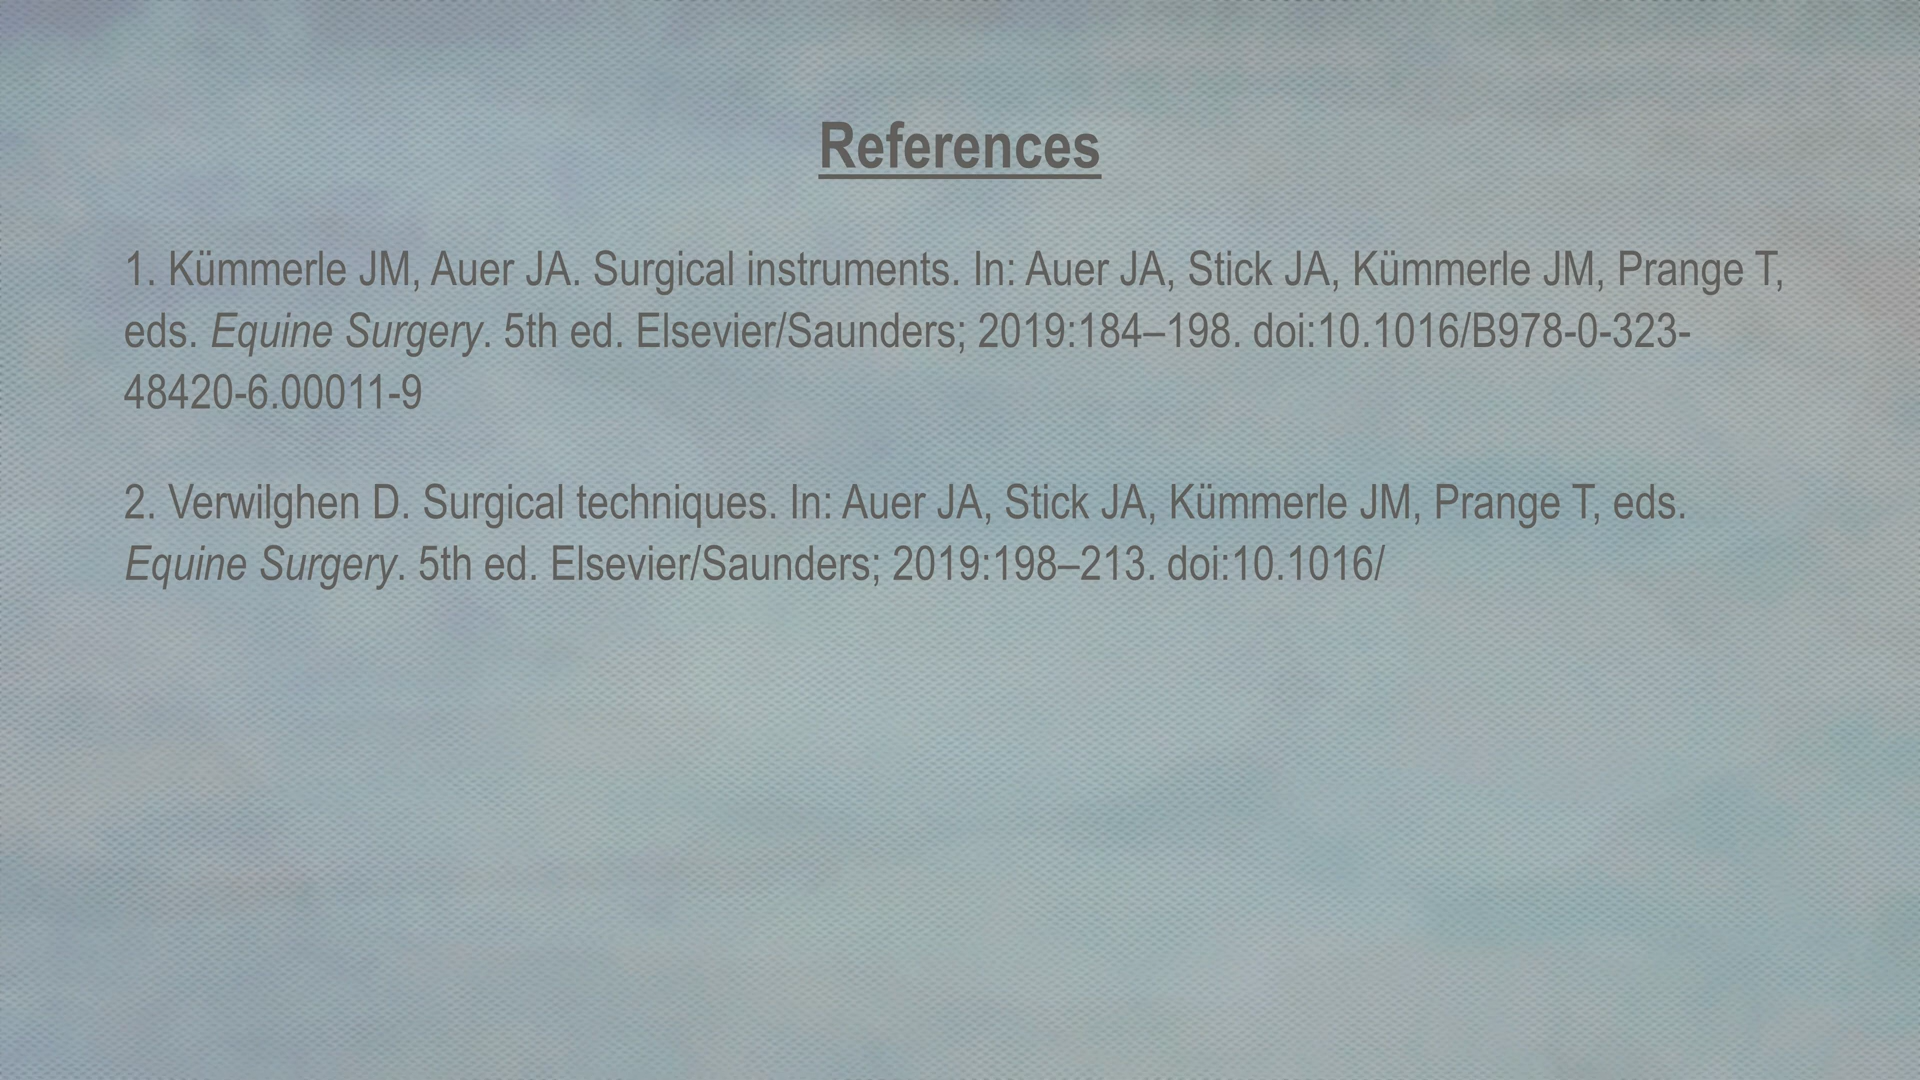 References
1. Kümmerle JM, Auer JA. Surgical instruments. In: Auer JA, Stick JA, Kümmerle JM, Prange T,
eds. Equine Surgery. 5th ed. Elsevier/Saunders; 2019:184–198. doi:10.1016/B978-0-323-
48420-6.00011-9
2. Verwilghen D. Surgical techniques. In: Auer JA, Stick JA, Kümmerle JM, Prange T, eds.
Equine Surgery. 5th ed. Elsevier/Saunders; 2019:198–213. doi:10.1016/